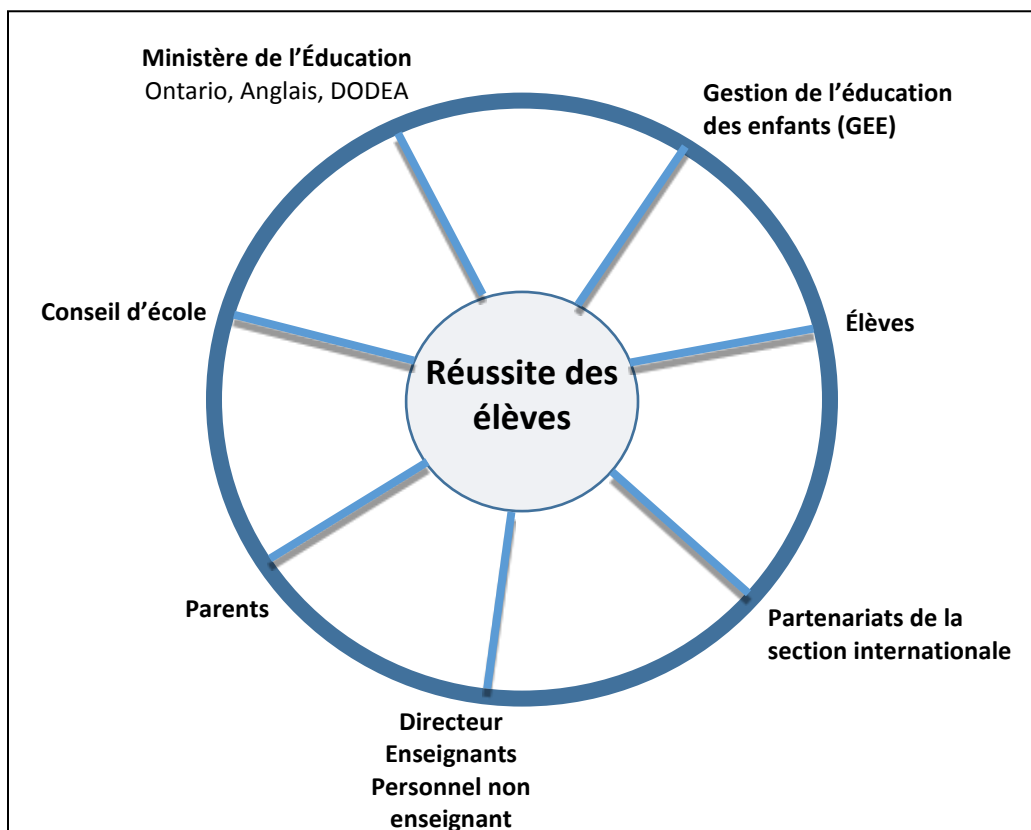 Ministère de l’Éducation
Ontario, Anglais, DODEA
Gestion de l’éducation
des enfants (GEE)
Conseil d’école
Élèves
Réussite des
élèves
Parents
Partenariats de la
section internationale
Directeur
Enseignants
Personnel non
enseignant